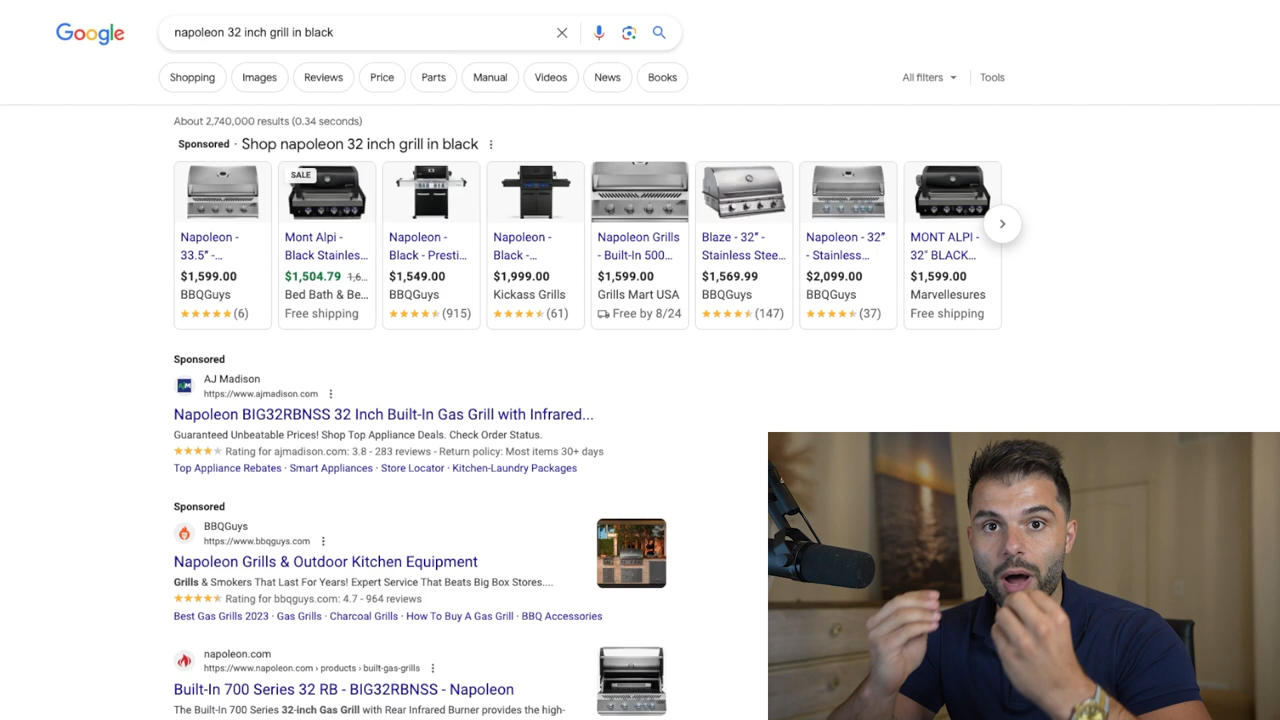 Google
napoleon 32 inch grill in black
Shopping
Images
Reviews
Price
Parts
Manual
Videos
News
Books
All filters
Tools
About 2,740,000 results (0.34 seconds)
Sponsored · Shop napoleon 32 inch grill in black
SALE
Napoleon -
33.5” -...
$1,599.00
BBQGuys
(6)
Mont Alpi -
Black Stainles...
$1,504.79 1,6...
Bed Bath & Be...
Free shipping
Napoleon -
Black - Presti...
$1,549.00
BBQGuys
(915)
Napoleon -
Black -...
$1,999.00
Kickass Grills
(61)
Napoleon Grills
- Built-In 500...
$1,599.00
Grills Mart USA
Free by 8/24
Blaze - 32” -
Stainless Stee...
$1,569.99
BBQGuys
(147)
Napoleon - 32”
- Stainless...
$2,099.00
BBQGuys
(37)
MONT ALPI -
32" BLACK...
$1,599.00
Marvellesures
Free shipping
Sponsored
AJ Madison
https://www.ajmadison.com
Napoleon BIG32RBNSS 32 Inch Built-In Gas Grill with Infrared...
Guaranteed Unbeatable Prices! Shop Top Appliance Deals. Check Order Status.
Rating for ajmadison.com: 3.8 - 283 reviews - Return policy: Most items 30+ days
Top Appliance Rebates · Smart Appliances · Store Locator · Kitchen-Laundry Packages
Sponsored
BBQGuys
https://www.bbqguys.com
Napoleon Grills & Outdoor Kitchen Equipment
Grills & Smokers That Last For Years! Expert Service That Beats Big Box Stores....
Rating for bbqguys.com: 4.7 - 964 reviews
Best Gas Grills 2023 · Gas Grills · Charcoal Grills · How To Buy A Gas Grill · BBQ Accessories
napoleon.com
https://www.napoleon.com › products › built-gas-grills
Built-In 700 Series 32 RB - BIG32RBNSS - Napoleon
The Built-In 700 Series 32-inch Gas Grill with Rear Infrared Burner provides the high-